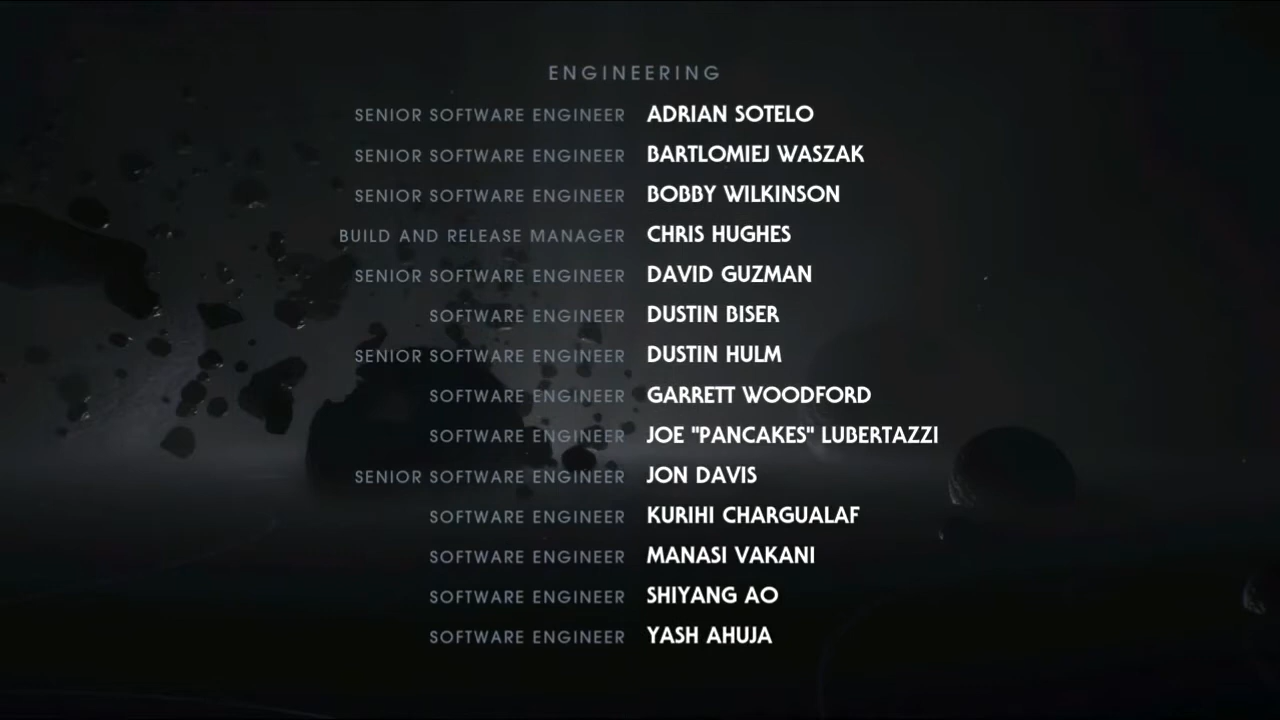 ENGINEERING
SENIOR SOFTWARE ENGINEER ADRIAN SOTELO
SENIOR SOFTWARE ENGINEER BARTLOMIEJ WASZAK
SENIOR SOFTWARE ENGINEER BOBBY WILKINSON
BUILD AND RELEASE MANAGER CHRIS HUGHES
SENIOR SOFTWARE ENGINEER DAVID GUZMAN
SOFTWARE ENGINEER DUSTIN BISER
SENIOR SOFTWARE ENGINEER DUSTIN HULM
SOFTWARE ENGINEER GARRETT WOODFORD
SOFTWARE ENGINEER JOE "PANCAKES" LUBERTAZZI
SENIOR SOFTWARE ENGINEER JON DAVIS
SOFTWARE ENGINEER KURIHI CHARGUALAF
SOFTWARE ENGINEER MANASI VAKANI
SOFTWARE ENGINEER SHIYANG AO
SOFTWARE ENGINEER YASH AHUJA